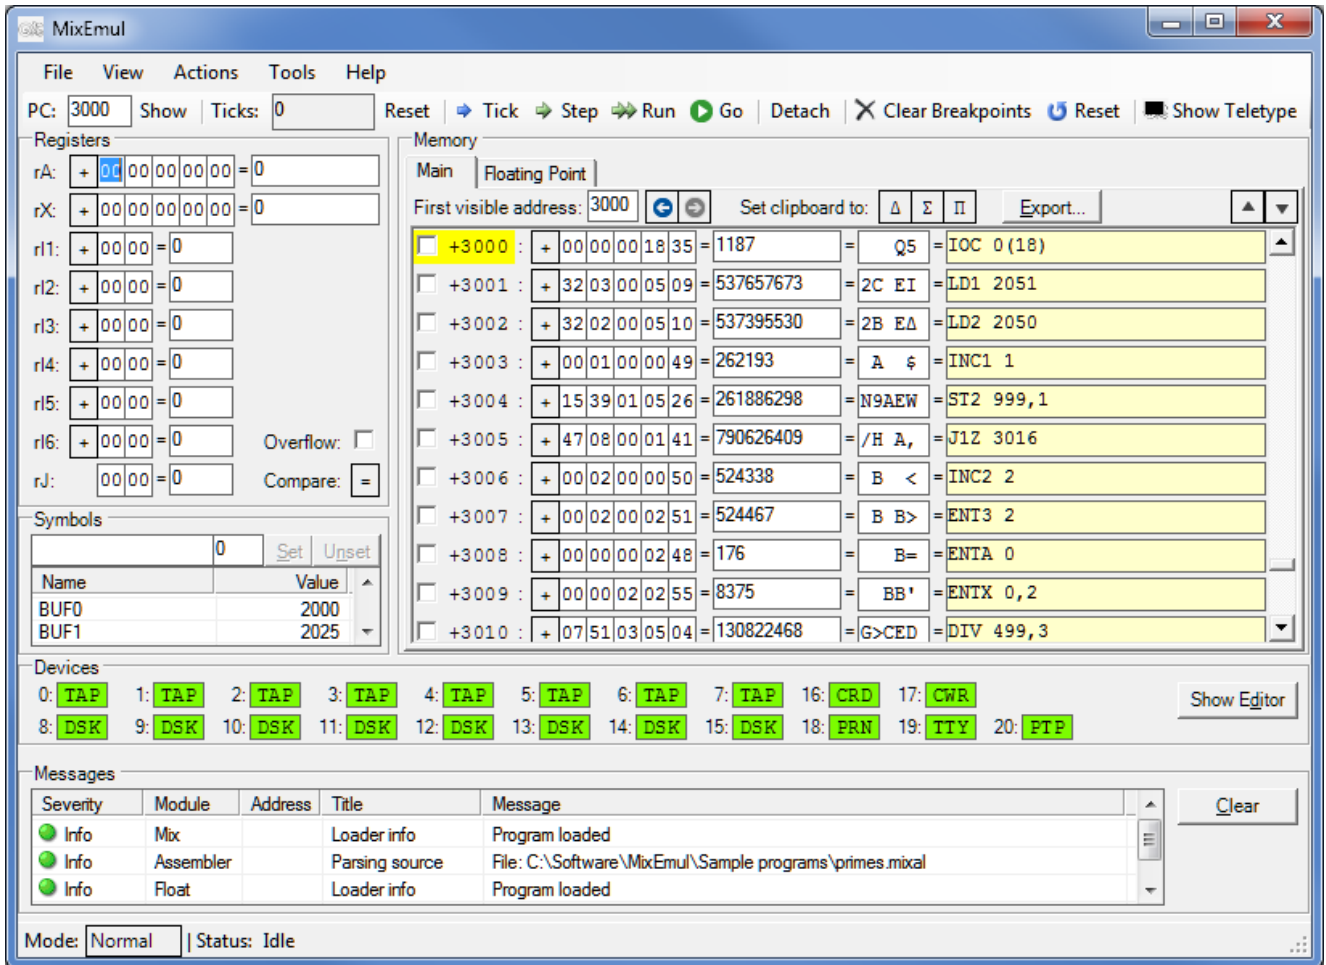 MixEmul
File View Actions Tools Help
PC: 3000 Show Ticks: 0 Reset Tick Step Run Go Detach Clear Breakpoints Reset Show Teletype
Registers
rA: + 00 00 00 00 00 = 0
rX: + 00 00 00 00 00 = 0
rI1: + 00 00 = 0
rI2: + 00 00 = 0
rI3: + 00 00 = 0
rI4: + 00 00 = 0
rI5: + 00 00 = 0
rI6: + 00 00 = 0 Overflow:
rJ: 00 00 = 0 Compare: =
Symbols
0 Set Unset
Name Value
BUF0 2000
BUF1 2025
Memory
Main Floating Point
First visible address: 3000 Set clipboard to: Δ Σ Π Export...
+3000 : + 00 00 00 18 35 = 1187 = Q5 = IOC 0(18)
+3001 : + 32 03 00 05 09 = 537657673 = 2C EI = LD1 2051
+3002 : + 32 02 00 05 10 = 537395530 = 2B EΔ = LD2 2050
+3003 : + 00 01 00 00 49 = 262193 = A $ = INC1 1
+3004 : + 15 39 01 05 26 = 261886298 = N9AEW = ST2 999,1
+3005 : + 47 08 00 01 41 = 790626409 = /H A, = J1Z 3016
+3006 : + 00 02 00 00 50 = 524338 = B < = INC2 2
+3007 : + 00 02 00 02 51 = 524467 = B B> = ENT3 2
+3008 : + 00 00 00 02 48 = 176 = B= = ENTA 0
+3009 : + 00 00 02 02 55 = 8375 = BB' = ENTX 0,2
+3010 : + 07 51 03 05 04 = 130822468 = G>CED = DIV 499,3
Devices
0: TAP 1: TAP 2: TAP 3: TAP 4: TAP 5: TAP 6: TAP 7: TAP 16: CRD 17: CWR
8: DSK 9: DSK 10: DSK 11: DSK 12: DSK 13: DSK 14: DSK 15: DSK 18: PRN 19: TTY 20: PTP
Show Editor
Messages
Severity Module Address Title Message
Info Mix Loader info Program loaded
Info Assembler Parsing source File: C:\Software\MixEmul\Sample programs\primes.mixal
Info Float Loader info Program loaded
Clear
Mode: Normal | Status: Idle